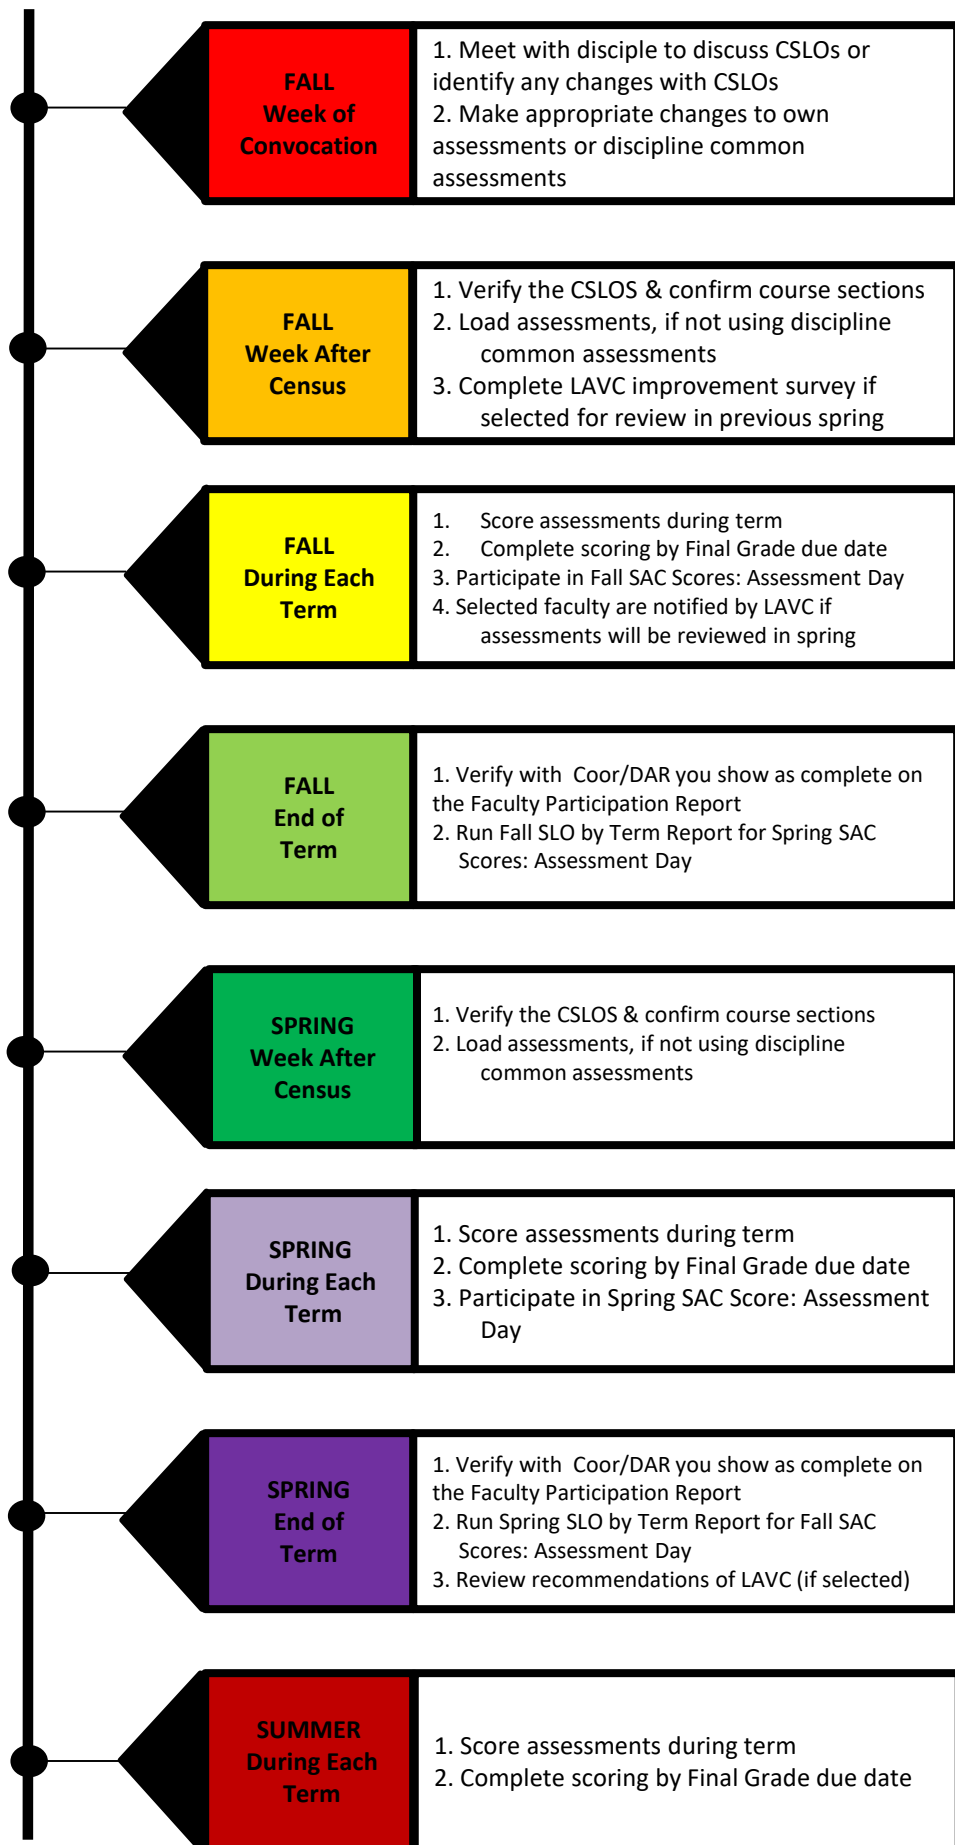 FALL
Week of
Convocation
1. Meet with disciple to discuss CSLOs or
identify any changes with CSLOs
2. Make appropriate changes to own
assessments or discipline common
assessments
FALL
Week After
Census
1. Verify the CSLOS & confirm course sections
2. Load assessments, if not using discipline
common assessments
3. Complete LAVC improvement survey if
selected for review in previous spring
FALL
During Each
Term
1. Score assessments during term
2. Complete scoring by Final Grade due date
3. Participate in Fall SAC Scores: Assessment Day
4. Selected faculty are notified by LAVC if
assessments will be reviewed in spring
FALL
End of
Term
1. Verify with Coor/DAR you show as complete on
the Faculty Participation Report
2. Run Fall SLO by Term Report for Spring SAC
Scores: Assessment Day
SPRING
Week After
Census
1. Verify the CSLOS & confirm course sections
2. Load assessments, if not using discipline
common assessments
SPRING
During Each
Term
1. Score assessments during term
2. Complete scoring by Final Grade due date
3. Participate in Spring SAC Score: Assessment
Day
SPRING
End of
Term
1. Verify with Coor/DAR you show as complete on
the Faculty Participation Report
2. Run Spring SLO by Term Report for Fall SAC
Scores: Assessment Day
3. Review recommendations of LAVC (if selected)
SUMMER
During Each
Term
1. Score assessments during term
2. Complete scoring by Final Grade due date